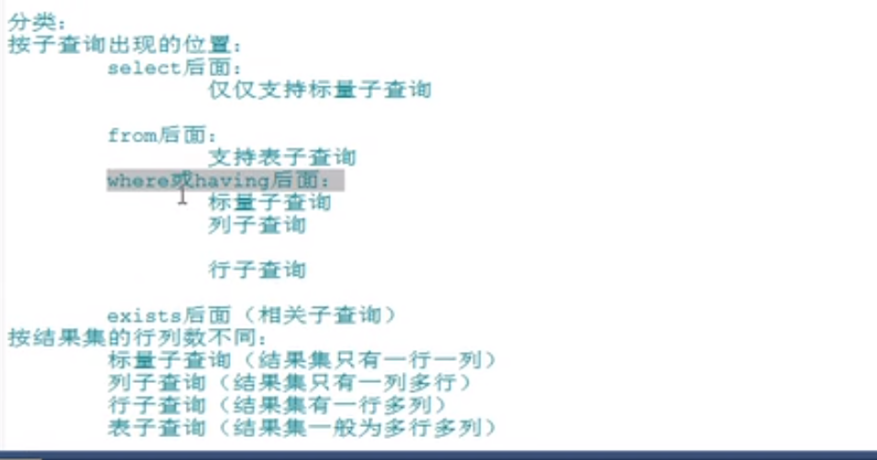 分类:
按子查询出现的位置:
select后面:
仅仅支持标量子查询
from后面:
支持表子查询
where或having后面:
标量子查询
列子查询
行子查询
exists后面(相关子查询)
按结果集的行列数不同:
标量子查询(结果集只有一行一列)
列子查询(结果集只有一列多行)
行子查询(结果集有一行多列)
表子查询(结果集一般为多行多列)